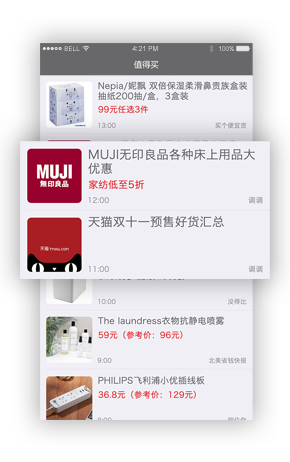 BELL
4:21 PM
100%
值得买
Nepia/妮飘 双倍保湿柔滑鼻贵族盒装
抽纸200抽/盒，3盒装
99元任选3件
13:00
买个便宜货
MUJI
無印良品
MUJI无印良品各种床上用品大
优惠
家纺低至5折
12:00
调调
天猫 TMALL.COM
天猫双十一预售好货汇总
11:00
调调
10:00
没得比
The laundress衣物抗静电喷雾
59元（参考价：96元）
9:00
北美省钱快报
PHILIPS飞利浦小优插线板
36.8元（参考价：129元）